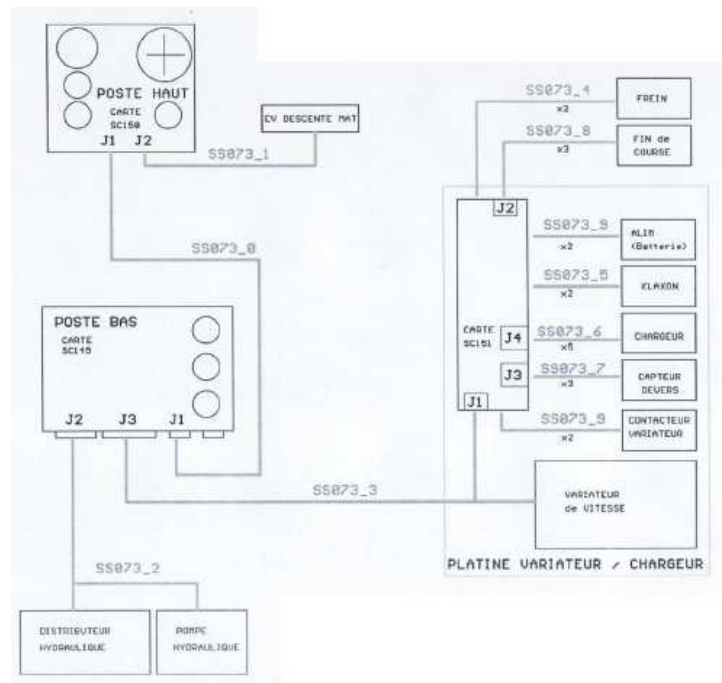 POSTE HAUT
CARTE
SC150
J1 J2
EV DESCENTE MAT
SS073_1
SS073_0
SS073_4
x2
FREIN
SS073_8
x3
FIN de
COURSE
J2
SS073_9
x2
ALIM
(Batterie)
SS073_5
x2
KLAXON
CARTE
SC151
J4
SS073_6
x5
CHARGEUR
J3
SS073_7
x3
CAPTEUR
DEVERS
J1
SS073_9
x2
CONTACTEUR
VARIATEUR
POSTE BAS
CARTE
SC149
J2 J3 J1
SS073_3
VARIATEUR
de VITESSE
PLATINE VARIATEUR / CHARGEUR
SS073_2
DISTRIBUTEUR
HYDRAULIQUE
POMPE
HYDRAULIQUE